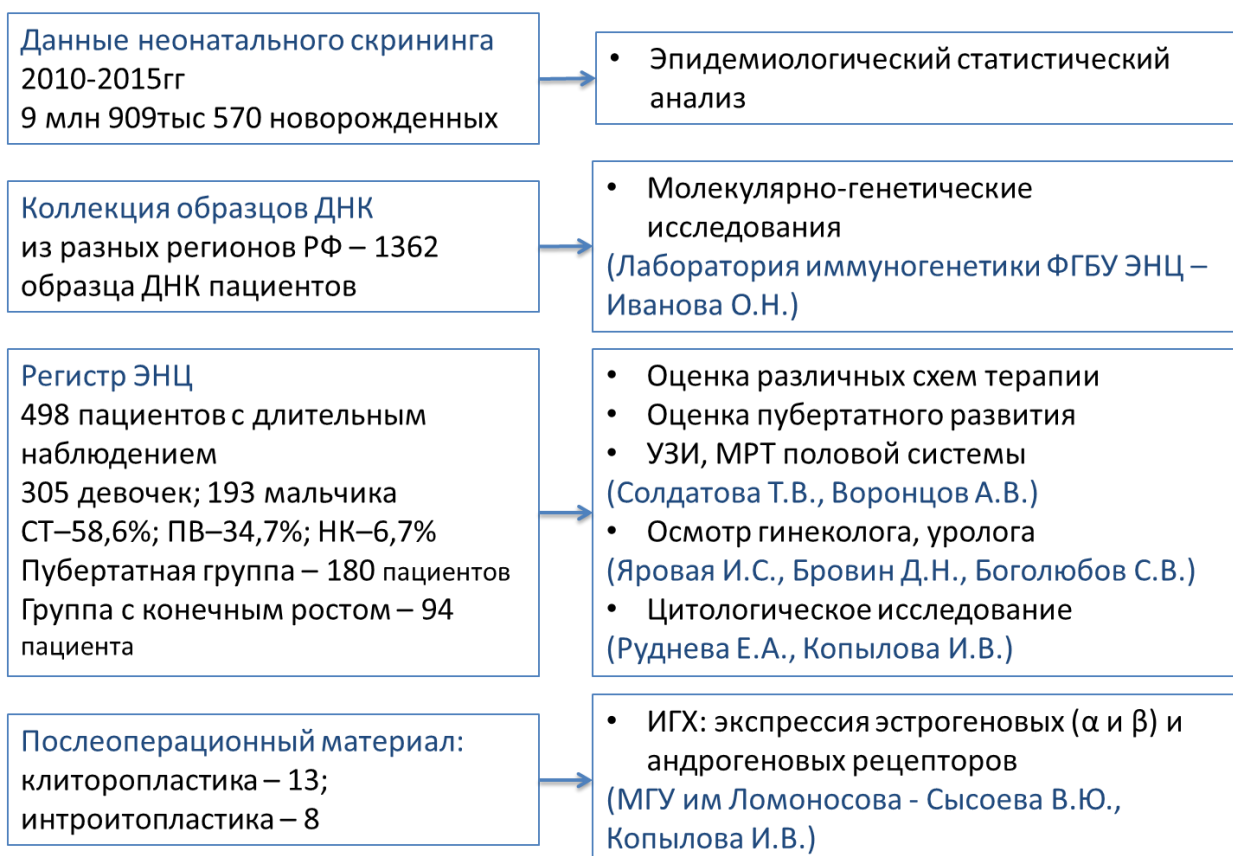 Данные неонатального скрининга
2010-2015гг
9 млн 909тыс 570 новорожденных
• Эпидемиологический статистический
анализ
Коллекция образцов ДНК
из разных регионов РФ – 1362
образца ДНК пациентов
• Молекулярно-генетические
исследования
(Лаборатория иммуногенетики ФГБУ ЭНЦ –
Иванова О.Н.)
Регистр ЭНЦ
498 пациентов с длительным
наблюдением
305 девочек; 193 мальчика
СТ–58,6%; ПВ–34,7%; НК–6,7%
Пубертатная группа – 180 пациентов
Группа с конечным ростом – 94
пациента
• Оценка различных схем терапии
• Оценка пубертатного развития
• УЗИ, МРТ половой системы
(Солдатова Т.В., Воронцов А.В.)
• Осмотр гинеколога, уролога
(Яровая И.С., Бровин Д.Н., Боголюбов С.В.)
• Цитологическое исследование
(Руднева Е.А., Копылова И.В.)
Послеоперационный материал:
клиторопластика – 13;
интроитопластика – 8
• ИГХ: экспрессия эстрогеновых (α и β) и
андрогеновых рецепторов
(МГУ им Ломоносова - Сысоева В.Ю.,
Копылова И.В.)